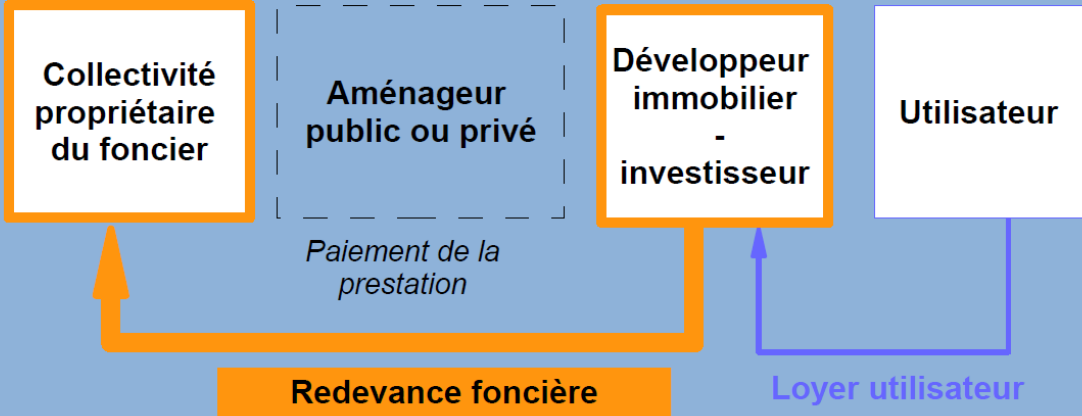 Collectivité
propriétaire
du foncier
Aménageur
public ou privé
Développeur
immobilier
-
investisseur
Utilisateur
Paiement de la
prestation
Redevance foncière
Loyer utilisateur